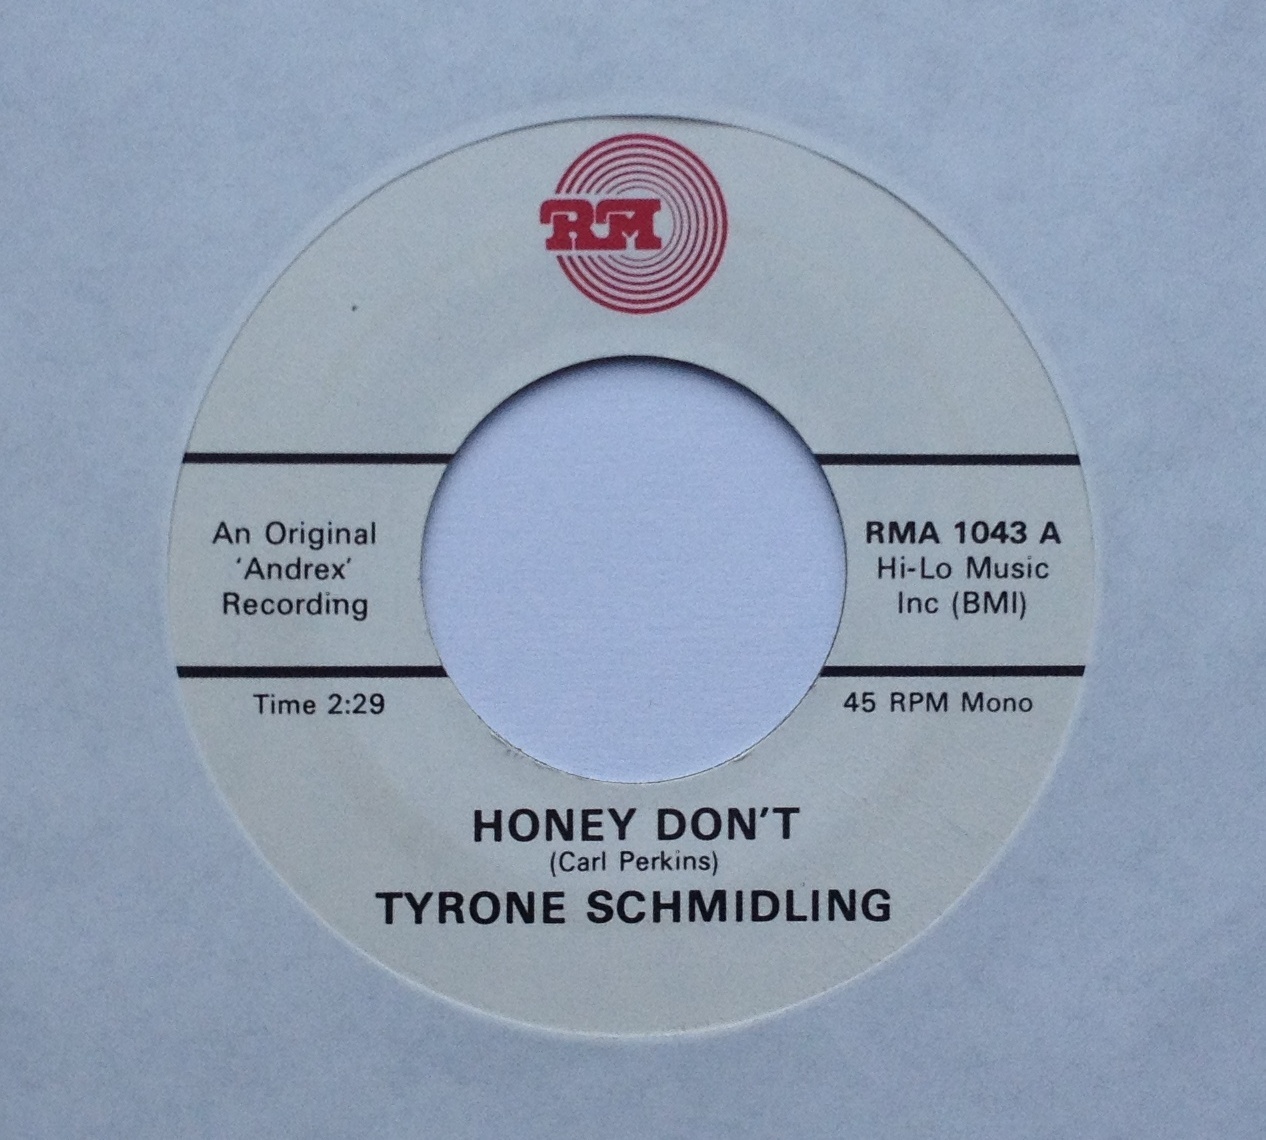 RM
An Original
'Andrex'
Recording
RMA 1043 A
Hi-Lo Music
Inc (BMI)
Time 2:29
45 RPM Mono
HONEY DON'T
(Carl Perkins)
TYRONE SCHMIDLING